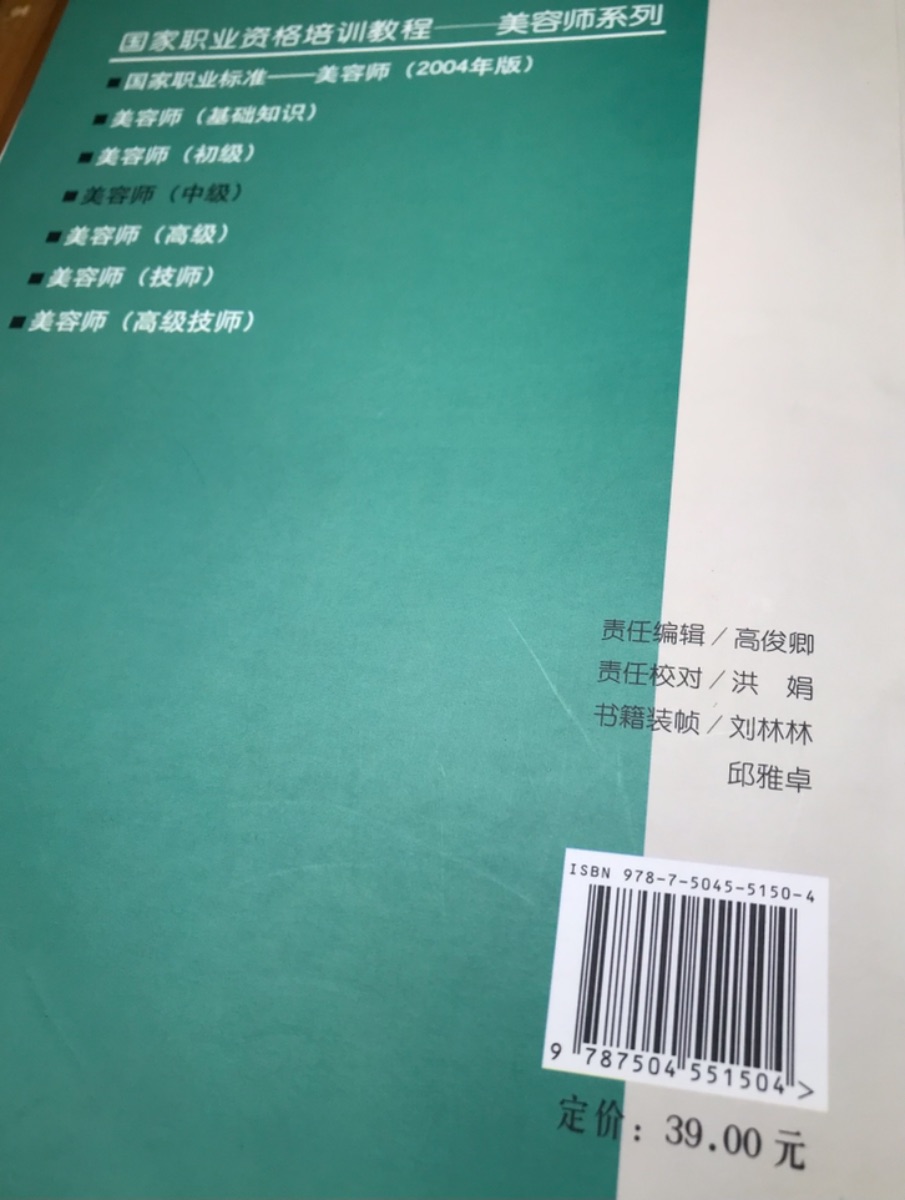 国家职业资格培训教程——美容师系列
■国家职业标准——美容师（2004年版）
■美容师（基础知识）
■美容师（初级）
■美容师（中级）
■美容师（高级）
■美容师（技师）
■美容师（高级技师）
责任编辑／高俊卿
责任校对／洪　娟
书籍装帧／刘林林
邱雅卓
ISBN 978-7-5045-5150-4
9 787504 551504 >
定价：39.00元